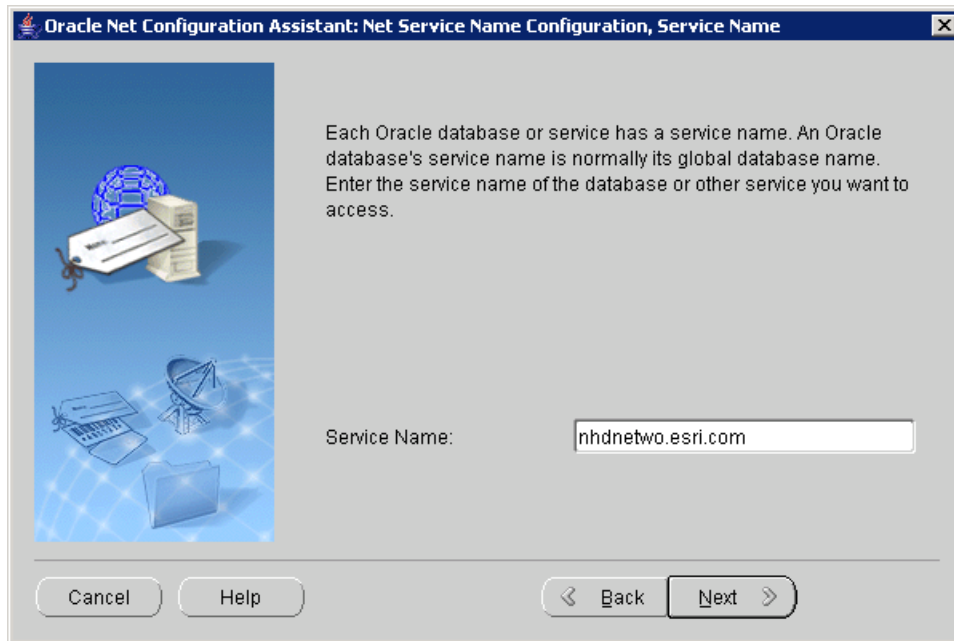 Oracle Net Configuration Assistant: Net Service Name Configuration, Service Name
Each Oracle database or service has a service name. An Oracle
database's service name is normally its global database name.
Enter the service name of the database or other service you want to
access.
Service Name:
nhdnetwo.esri.com
Cancel
Help
Back
Next